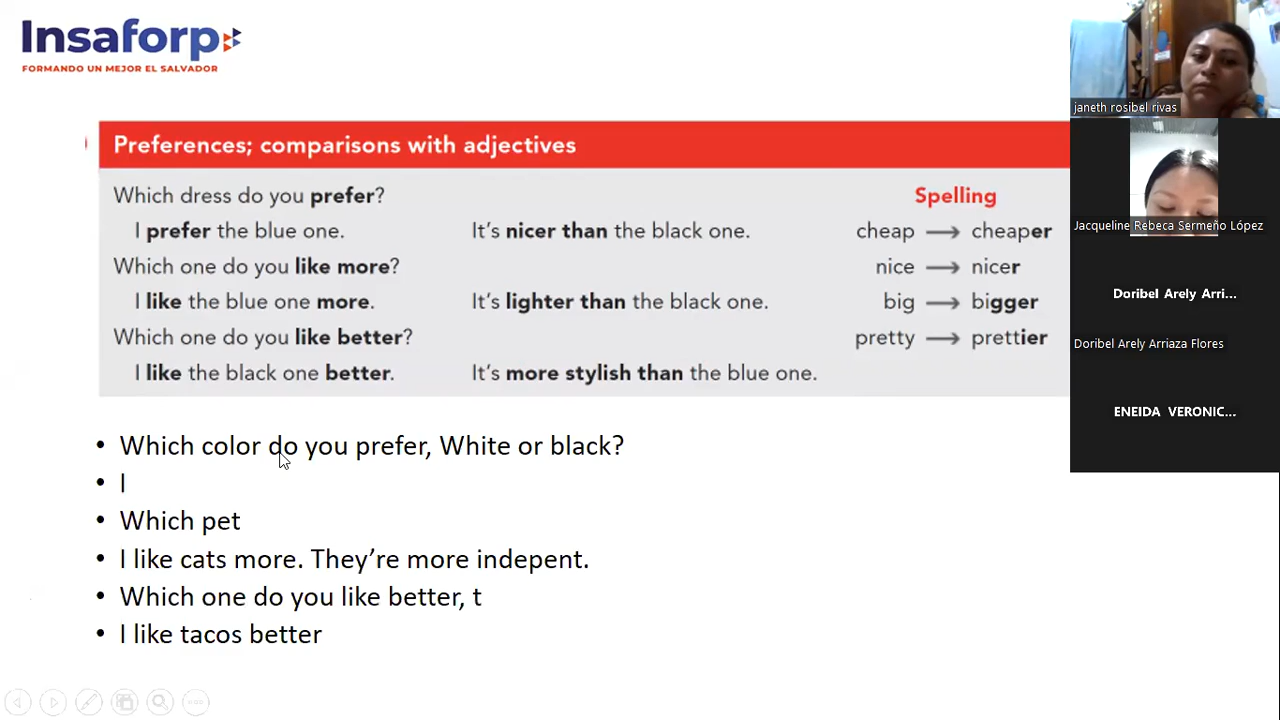 Insaforp
FORMANDO UN MEJOR EL SALVADOR
Preferences; comparisons with adjectives
Which dress do you prefer?
Spelling
I prefer the blue one.
It's nicer than the black one.
cheap → cheaper
Which one do you like more?
nice → nicer
I like the blue one more.
It's lighter than the black one.
big → bigger
Which one do you like better?
pretty → prettier
I like the black one better.
It's more stylish than the blue one.
• Which color do you prefer, White or black?
• I
• Which pet
• I like cats more. They're more indepent.
• Which one do you like better, t
• I like tacos better
janeth rosibel rivas
Jacqueline Rebeca Sermeño López
Doribel Arely Arri...
Doribel Arely Arriaza Flores
ENEIDA VERONIC...